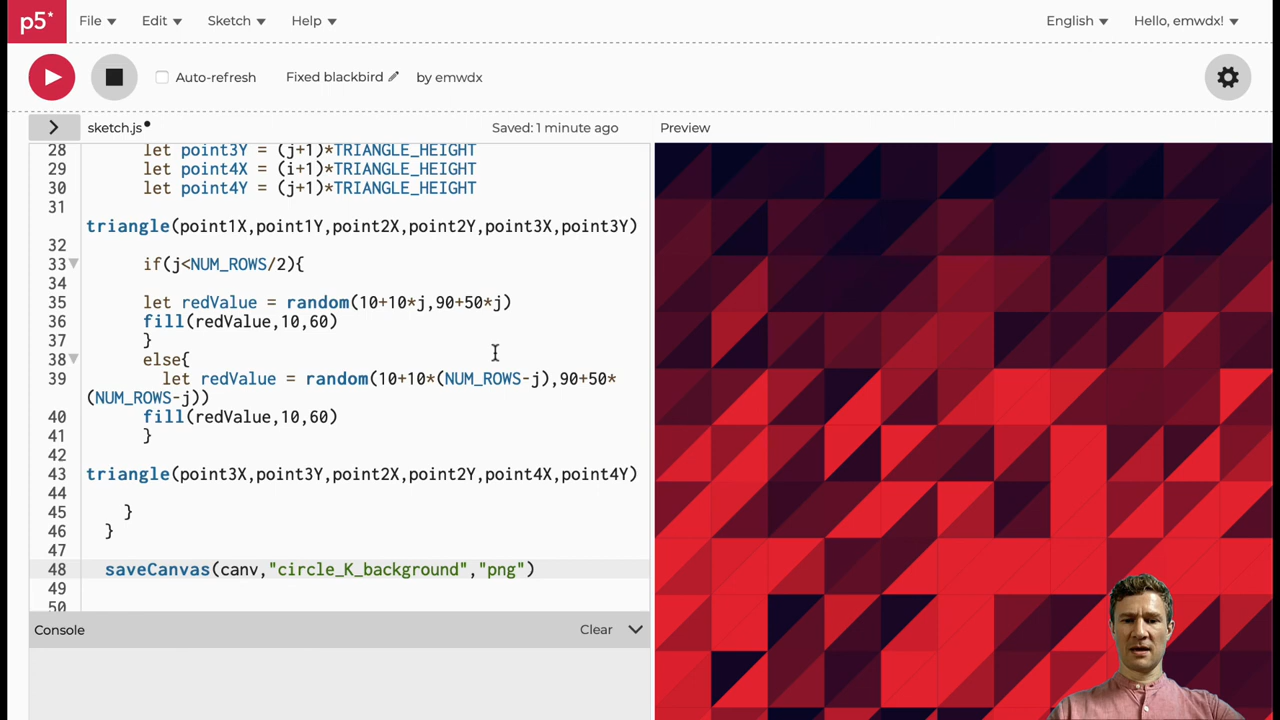 p5* File Edit Sketch Help English Hello, emwdx!
Auto-refresh Fixed blackbird by emwdx
sketch.js Saved: 1 minute ago Preview
28 let point3Y = (j+1)*TRIANGLE_HEIGHT
29 let point4X = (i+1)*TRIANGLE_HEIGHT
30 let point4Y = (j+1)*TRIANGLE_HEIGHT
31
triangle(point1X,point1Y,point2X,point2Y,point3X,point3Y)
32
33 if(j<NUM_ROWS/2){
34
35 let redValue = random(10+10*j,90+50*j)
36 fill(redValue,10,60)
37 }
38 else{
39 let redValue = random(10+10*(NUM_ROWS-j),90+50*
(NUM_ROWS-j))
40 fill(redValue,10,60)
41 }
42
43
triangle(point3X,point3Y,point2X,point2Y,point4X,point4Y)
44
45 }
46 }
47
48 saveCanvas(canv,"circle_K_background","png")
49
50
Console Clear